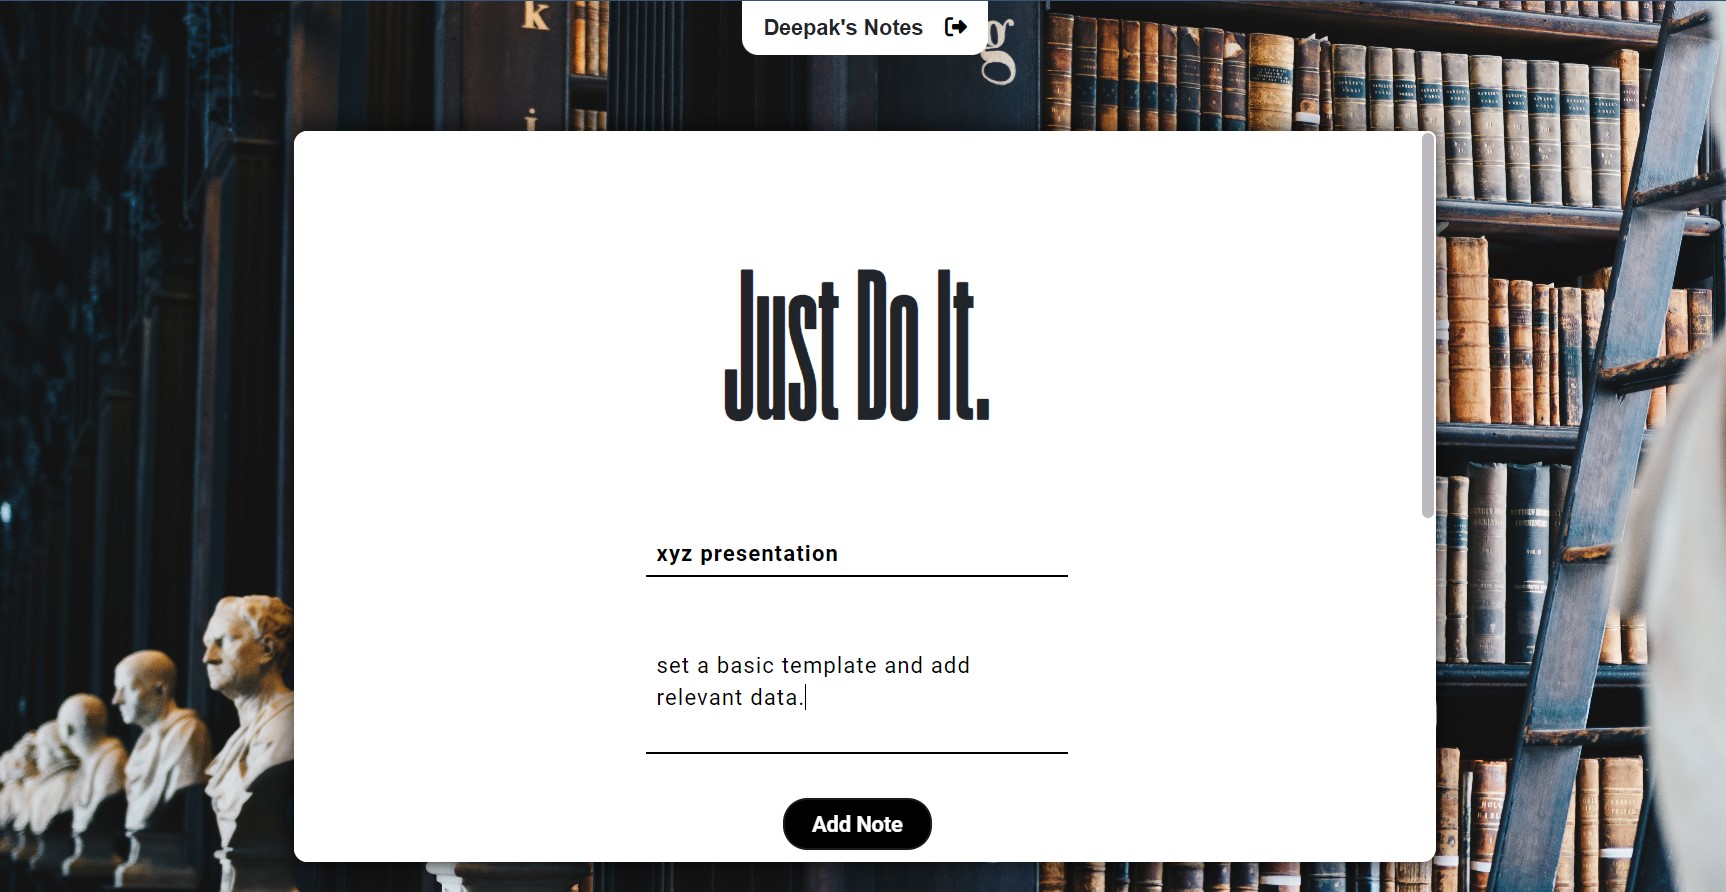 k
Deepak's Notes
g
i
Just Do It.
xyz presentation
set a basic template and add
relevant data.
Add Note